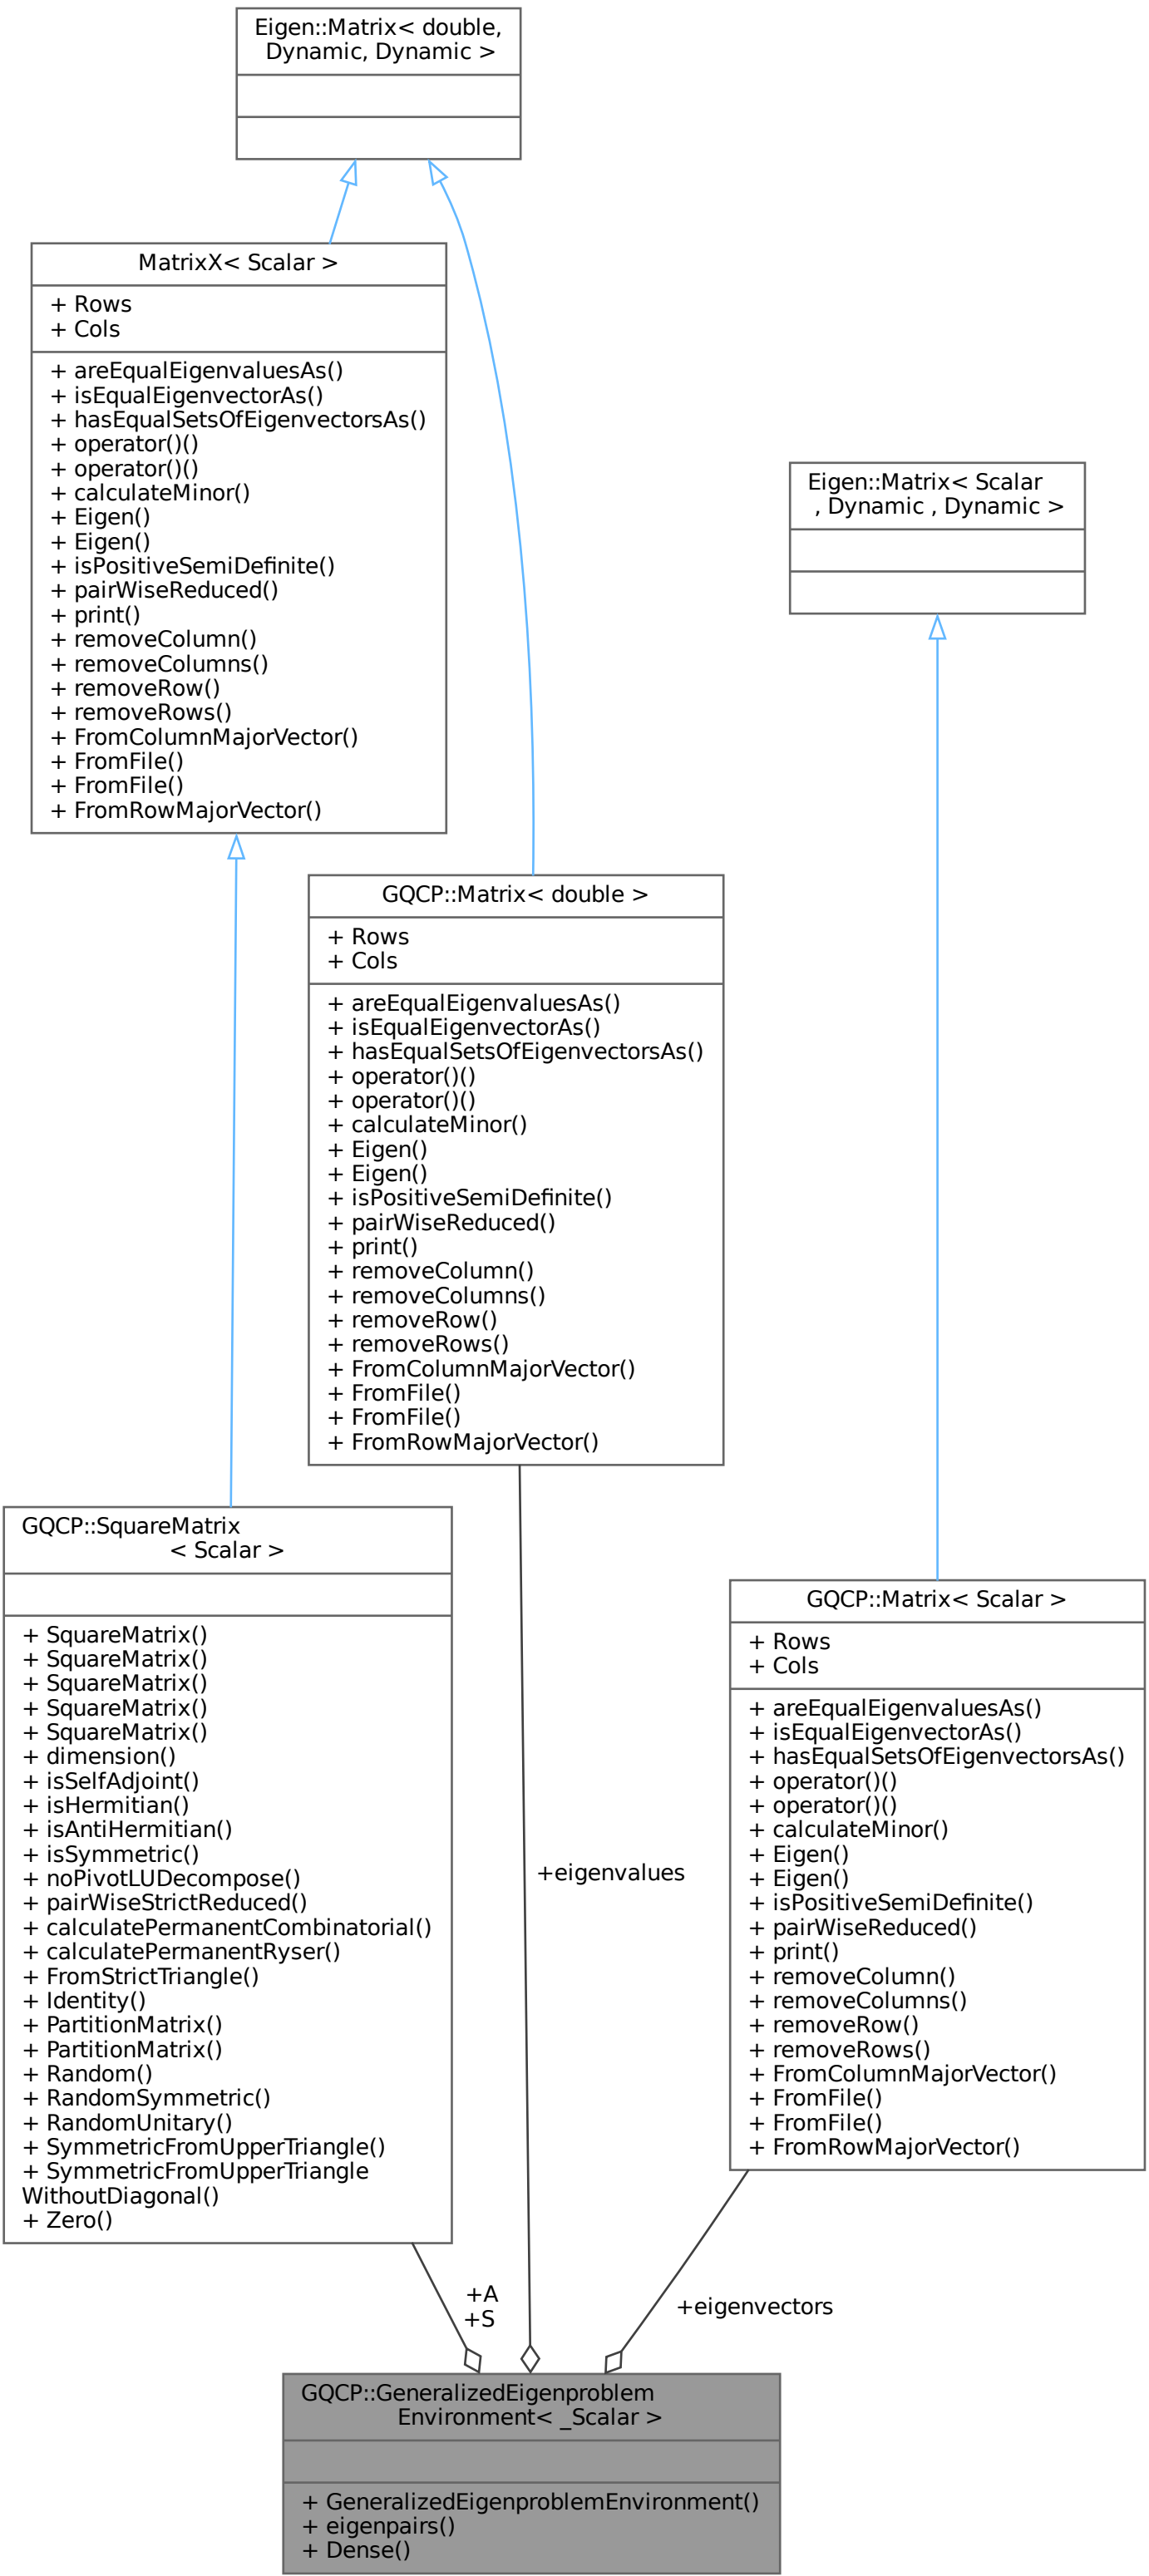 Eigen::Matrix< double,
Dynamic, Dynamic >
MatrixX< Scalar >
+ Rows
+ Cols
+ areEqualEigenvaluesAs()
+ isEqualEigenvectorAs()
+ hasEqualSetsOfEigenvectorsAs()
+ operator()()
+ operator()()
+ calculateMinor()
+ Eigen()
+ Eigen()
+ isPositiveSemiDefinite()
+ pairWiseReduced()
+ print()
+ removeColumn()
+ removeColumns()
+ removeRow()
+ removeRows()
+ FromColumnMajorVector()
+ FromFile()
+ FromFile()
+ FromRowMajorVector()
Eigen::Matrix< Scalar
, Dynamic , Dynamic >
GQCP::Matrix< double >
+ Rows
+ Cols
+ areEqualEigenvaluesAs()
+ isEqualEigenvectorAs()
+ hasEqualSetsOfEigenvectorsAs()
+ operator()()
+ operator()()
+ calculateMinor()
+ Eigen()
+ Eigen()
+ isPositiveSemiDefinite()
+ pairWiseReduced()
+ print()
+ removeColumn()
+ removeColumns()
+ removeRow()
+ removeRows()
+ FromColumnMajorVector()
+ FromFile()
+ FromFile()
+ FromRowMajorVector()
GQCP::SquareMatrix
< Scalar >
+ SquareMatrix()
+ SquareMatrix()
+ SquareMatrix()
+ SquareMatrix()
+ SquareMatrix()
+ dimension()
+ isSelfAdjoint()
+ isHermitian()
+ isAntiHermitian()
+ isSymmetric()
+ noPivotLUDecompose()
+ pairWiseStrictReduced()
+ calculatePermanentCombinatorial()
+ calculatePermanentRyser()
+ FromStrictTriangle()
+ Identity()
+ PartitionMatrix()
+ PartitionMatrix()
+ Random()
+ RandomSymmetric()
+ RandomUnitary()
+ SymmetricFromUpperTriangle()
+ SymmetricFromUpperTriangle
WithoutDiagonal()
+ Zero()
GQCP::Matrix< Scalar >
+ Rows
+ Cols
+ areEqualEigenvaluesAs()
+ isEqualEigenvectorAs()
+ hasEqualSetsOfEigenvectorsAs()
+ operator()()
+ operator()()
+ calculateMinor()
+ Eigen()
+ Eigen()
+ isPositiveSemiDefinite()
+ pairWiseReduced()
+ print()
+ removeColumn()
+ removeColumns()
+ removeRow()
+ removeRows()
+ FromColumnMajorVector()
+ FromFile()
+ FromFile()
+ FromRowMajorVector()
+eigenvalues
+A
+S
+eigenvectors
GQCP::GeneralizedEigenproblem
Environment< _Scalar >
+ GeneralizedEigenproblemEnvironment()
+ eigenpairs()
+ Dense()